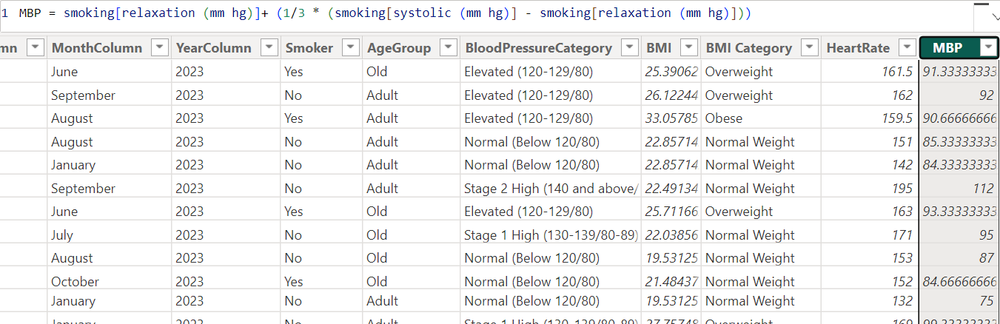 1 MBP = smoking[relaxation (mm hg)]+ (1/3 * (smoking[systolic (mm hg)] - smoking[relaxation (mm hg)]))
mn MonthColumn YearColumn Smoker AgeGroup BloodPressureCategory BMI BMI Category HeartRate MBP
June 2023 Yes Old Elevated (120-129/80) 25.39062 Overweight 161.5 91.33333333
September 2023 No Adult Elevated (120-129/80) 26.12244 Overweight 162 92
August 2023 Yes Adult Elevated (120-129/80) 33.05785 Obese 159.5 90.66666666
August 2023 No Adult Normal (Below 120/80) 22.85714 Normal Weight 151 85.33333333
January 2023 No Adult Normal (Below 120/80) 22.85714 Normal Weight 142 84.33333333
September 2023 No Adult Stage 2 High (140 and above/ 22.49134 Normal Weight 195 112
June 2023 Yes Old Elevated (120-129/80) 25.71166 Overweight 163 93.33333333
July 2023 No Old Stage 1 High (130-139/80-89) 22.03856 Normal Weight 171 95
August 2023 No Old Normal (Below 120/80) 19.53125 Normal Weight 153 87
October 2023 Yes Old Normal (Below 120/80) 21.48437 Normal Weight 152 84.66666666
January 2023 No Adult Normal (Below 120/80) 19.53125 Normal Weight 132 75
January 2023 No Adult Stage 1 High (130-139/80-89) 27.75748 Overweight